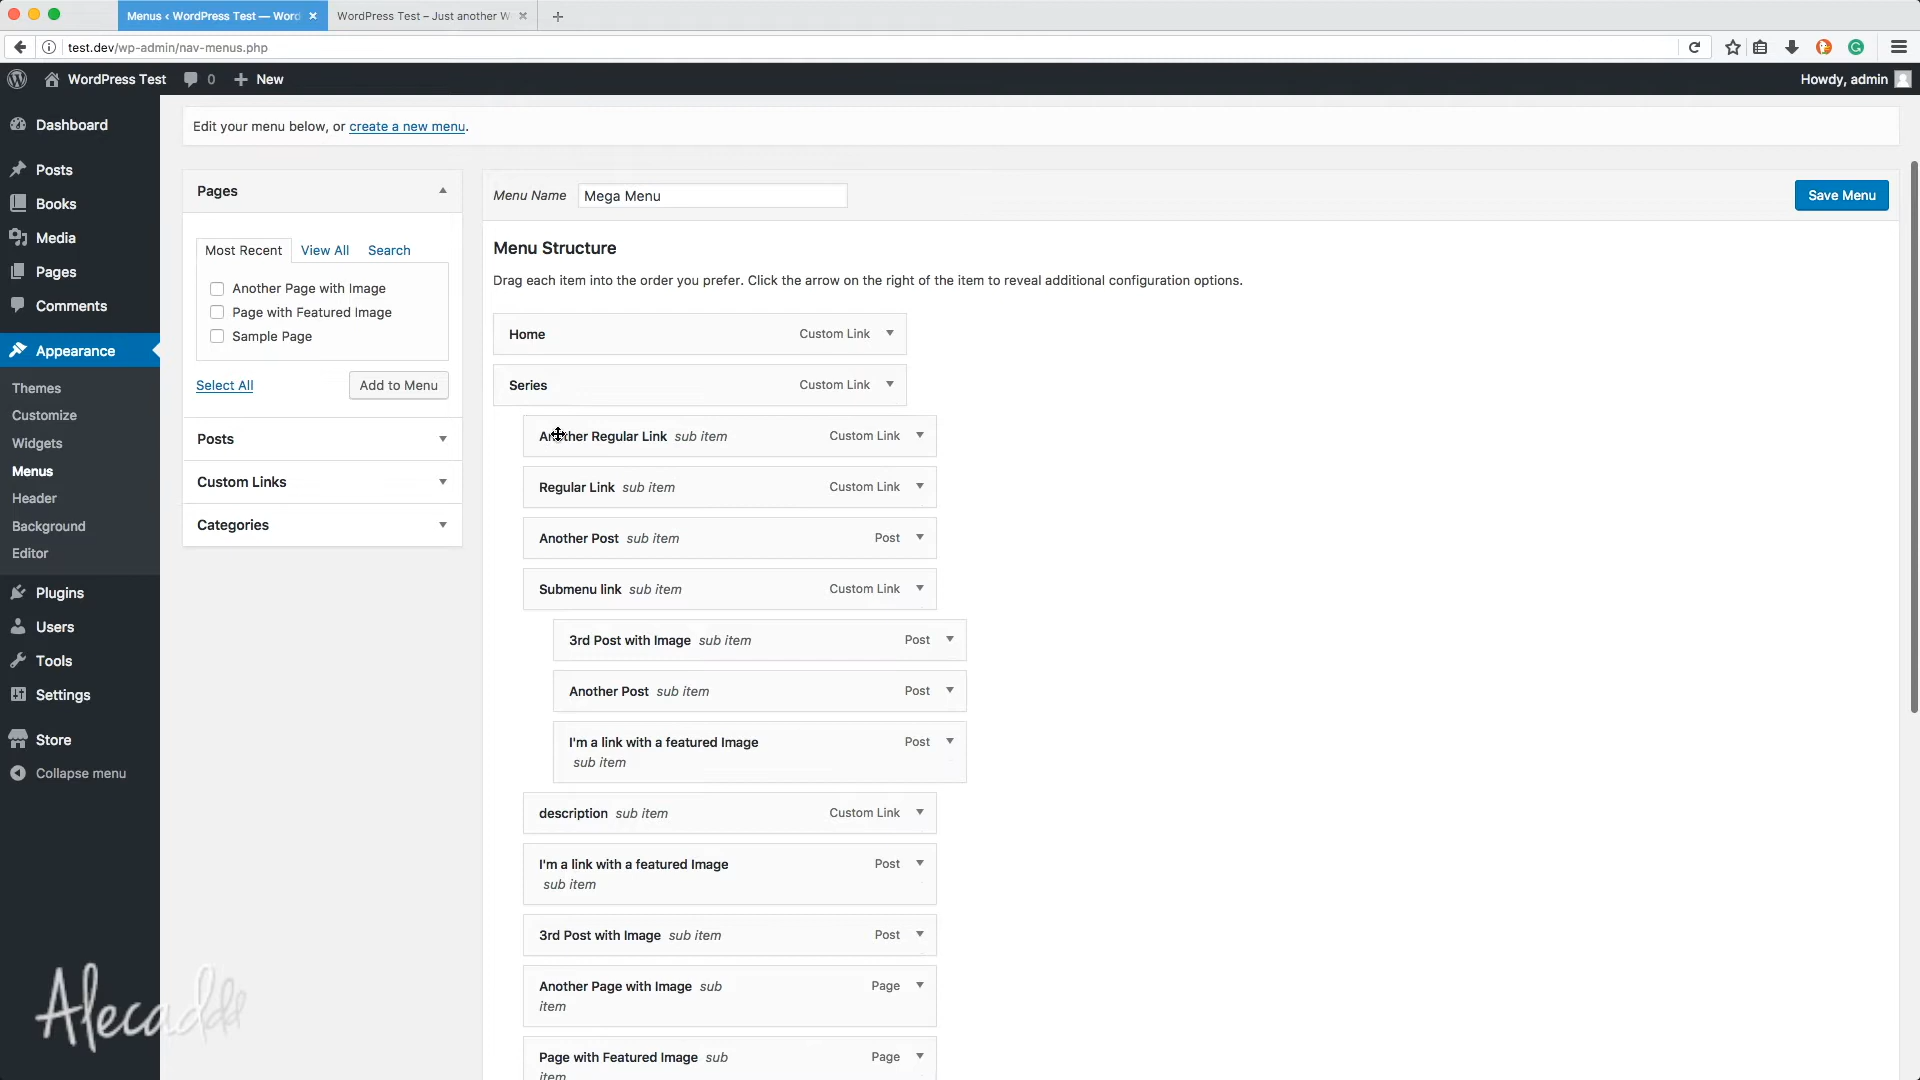 Menus ‹ WordPress Test — Word
WordPress Test – Just another W
test.dev/wp-admin/nav-menus.php
WordPress Test
0
New
Howdy, admin
Dashboard
Posts
Books
Media
Pages
Comments
Appearance
Themes
Customize
Widgets
Menus
Header
Background
Editor
Plugins
Users
Tools
Settings
Store
Collapse menu
Edit your menu below, or create a new menu.
Pages
Most Recent View All Search
Another Page with Image
Page with Featured Image
Sample Page
Select All Add to Menu
Posts
Custom Links
Categories
Menu Name Mega Menu Save Menu
Menu Structure
Drag each item into the order you prefer. Click the arrow on the right of the item to reveal additional configuration options.
Home Custom Link
Series Custom Link
Another Regular Link sub item Custom Link
Regular Link sub item Custom Link
Another Post sub item Post
Submenu link sub item Custom Link
3rd Post with Image sub item Post
Another Post sub item Post
I'm a link with a featured Image Post
sub item
description sub item Custom Link
I'm a link with a featured Image Post
sub item
3rd Post with Image sub item Post
Another Page with Image sub Page
item
Page with Featured Image sub Page
item
Alecaddd